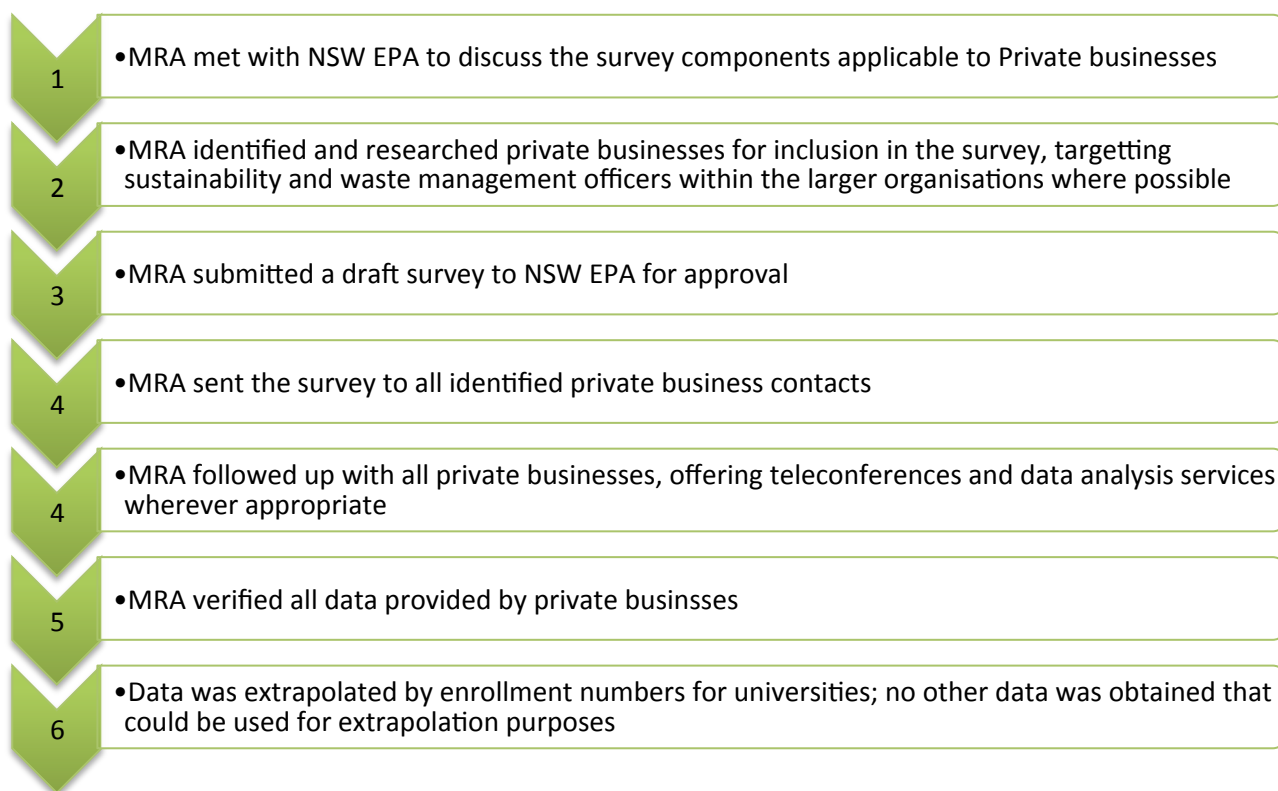 1
•MRA met with NSW EPA to discuss the survey components applicable to Private businesses
2
•MRA identified and researched private businesses for inclusion in the survey, targetting
sustainability and waste management officers within the larger organisations where possible
3
•MRA submitted a draft survey to NSW EPA for approval
4
•MRA sent the survey to all identified private business contacts
4
•MRA followed up with all private businesses, offering teleconferences and data analysis services
wherever appropriate
5
•MRA verified all data provided by private businsses
6
•Data was extrapolated by enrollment numbers for universities; no other data was obtained that
could be used for extrapolation purposes